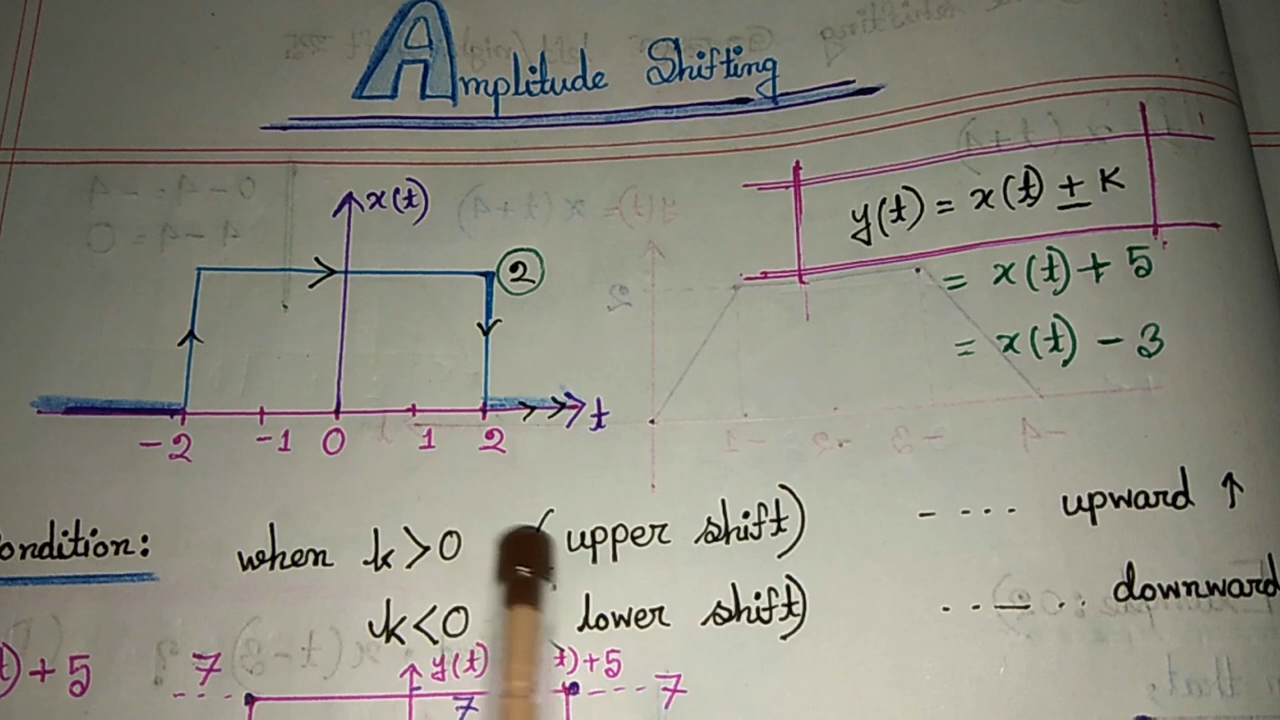 Amplitude Shifting
x(t)
y(t) = x(t) ± K
2
= x(t) + 5
= x(t) - 3
-2 -1 0 1 2 t
ondition: when k>0 (upper shift) - - - - upward ↑
k<0 lower shift) - - - - downward
t)+5 7 y(t) t)+5
7 7